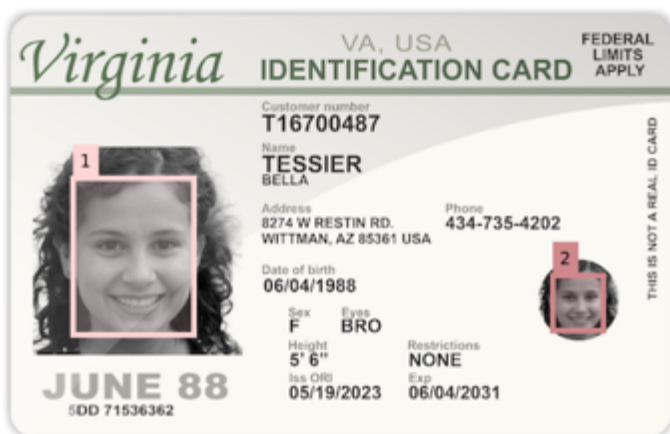 Virginia
VA, USA
IDENTIFICATION CARD
FEDERAL
LIMITS
APPLY
Customer number
T16700487
Name
TESSIER
BELLA
Address
8274 W RESTIN RD.
WITTMAN, AZ 85361 USA
Phone
434-735-4202
Date of birth
06/04/1988
Sex Eyes
F BRO
Height Restrictions
5' 6" NONE
Iss ORI Exp
05/19/2023 06/04/2031
JUNE 88
5DD 71536362
THIS IS NOT A REAL ID CARD
1
2